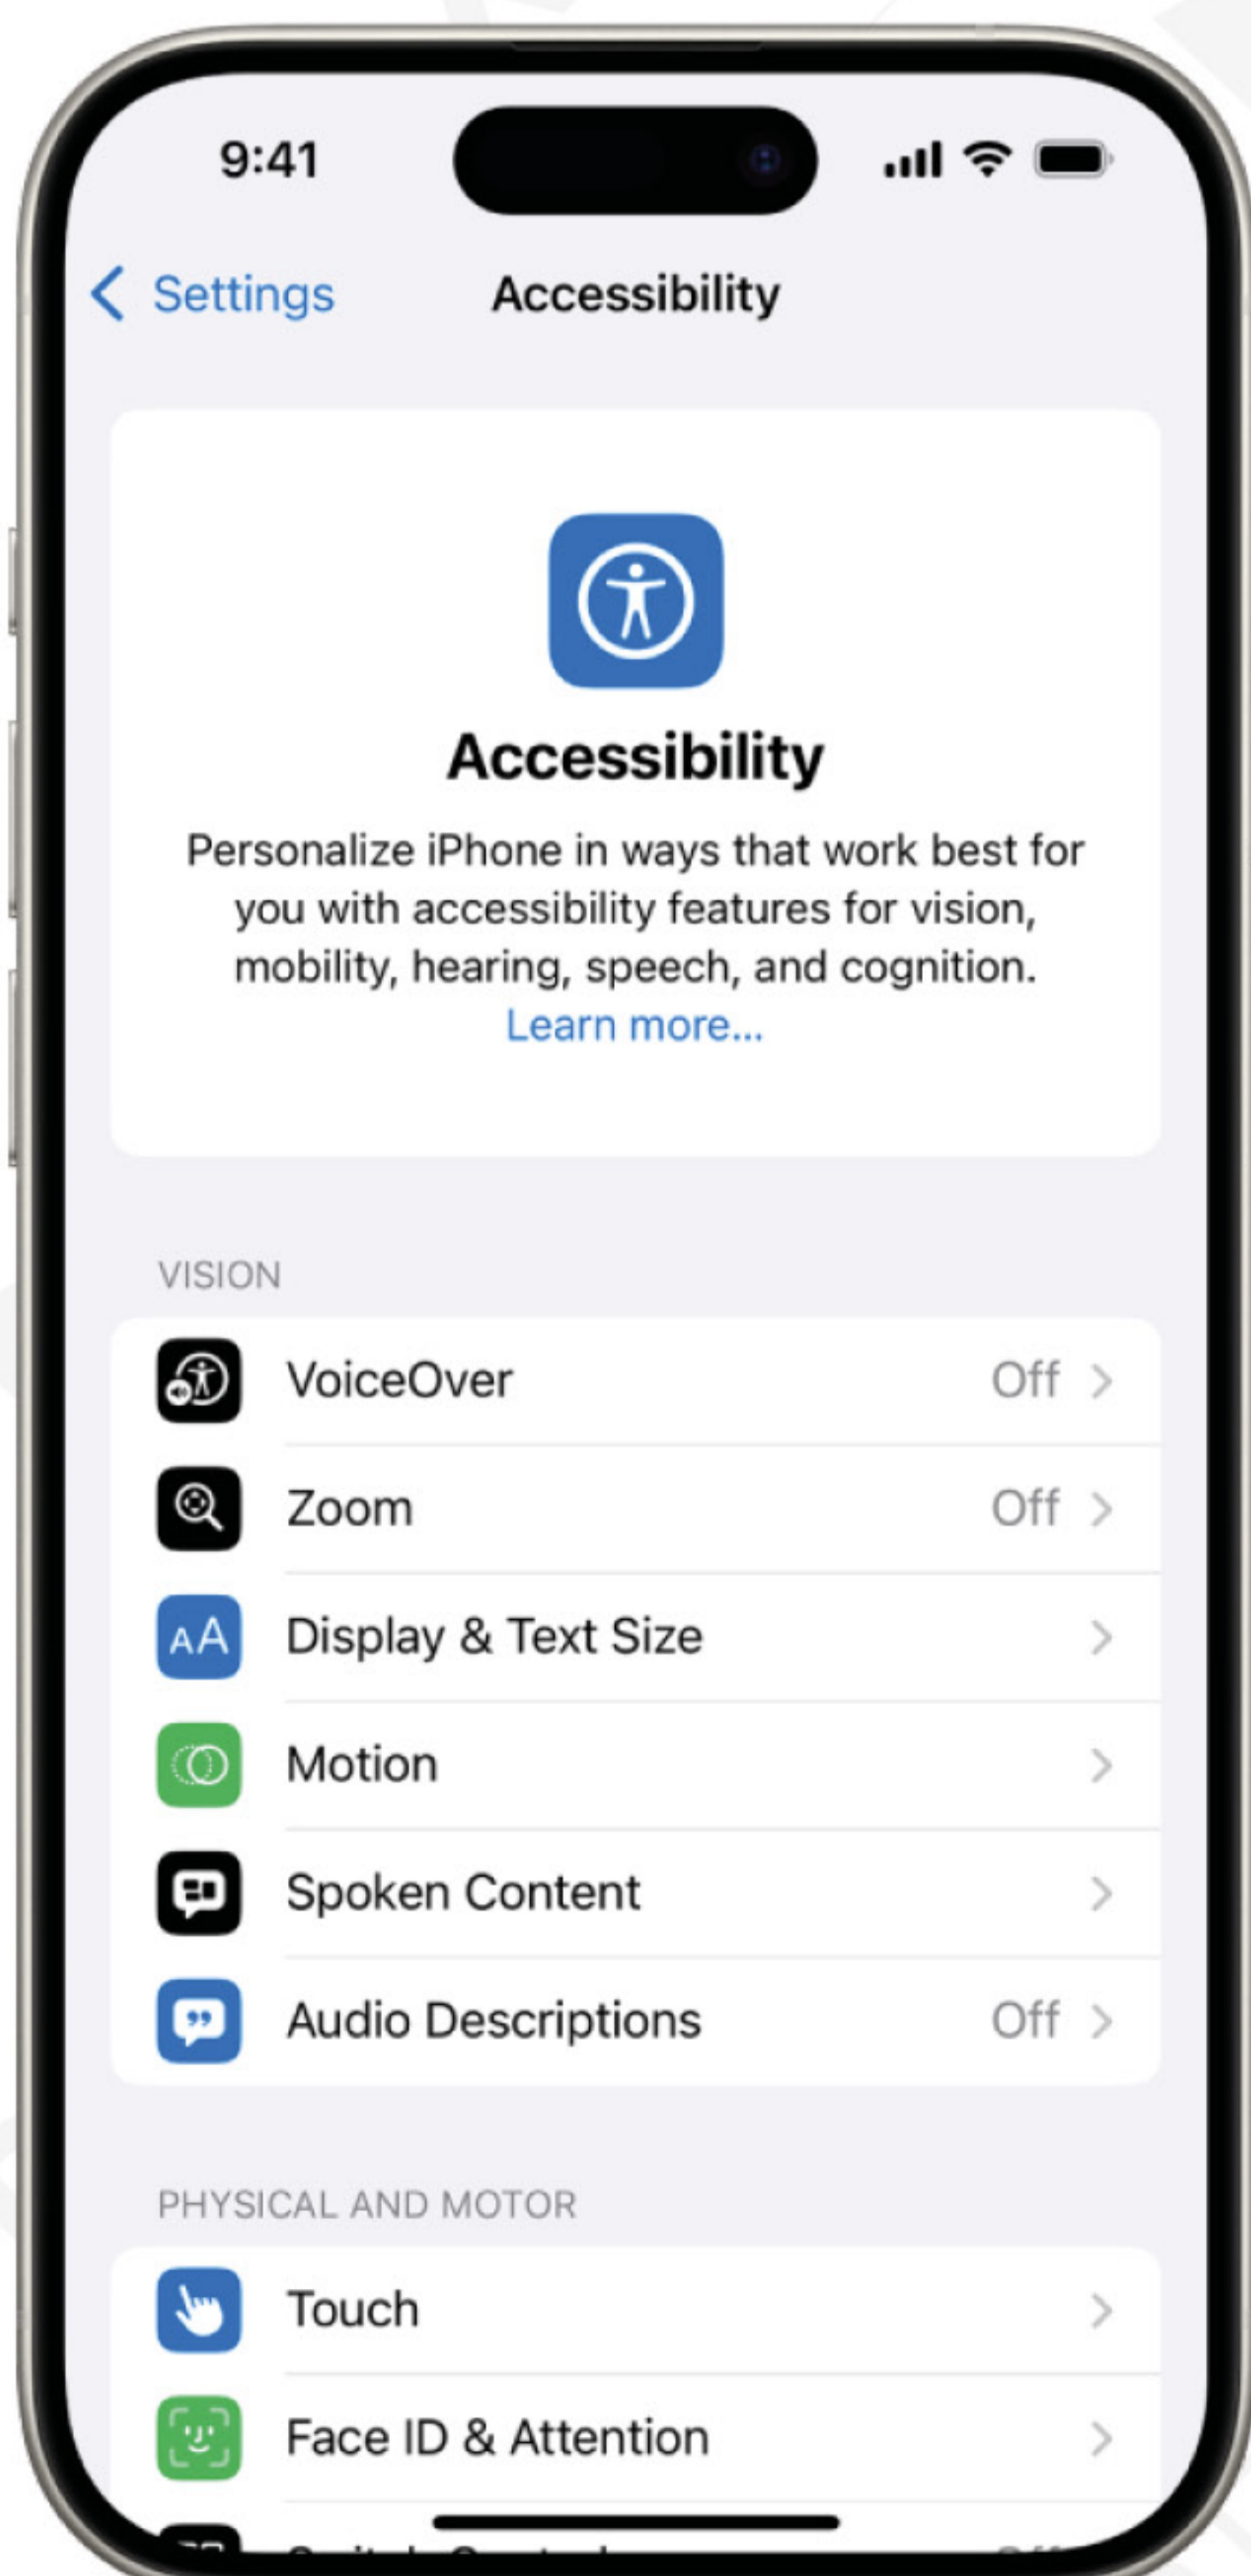 9:41
Settings
Accessibility
Accessibility
Personalize iPhone in ways that work best for
you with accessibility features for vision,
mobility, hearing, speech, and cognition.
Learn more...
VISION
VoiceOver Off
Zoom Off
AA Display & Text Size
Motion
Spoken Content
Audio Descriptions Off
PHYSICAL AND MOTOR
Touch
Face ID & Attention